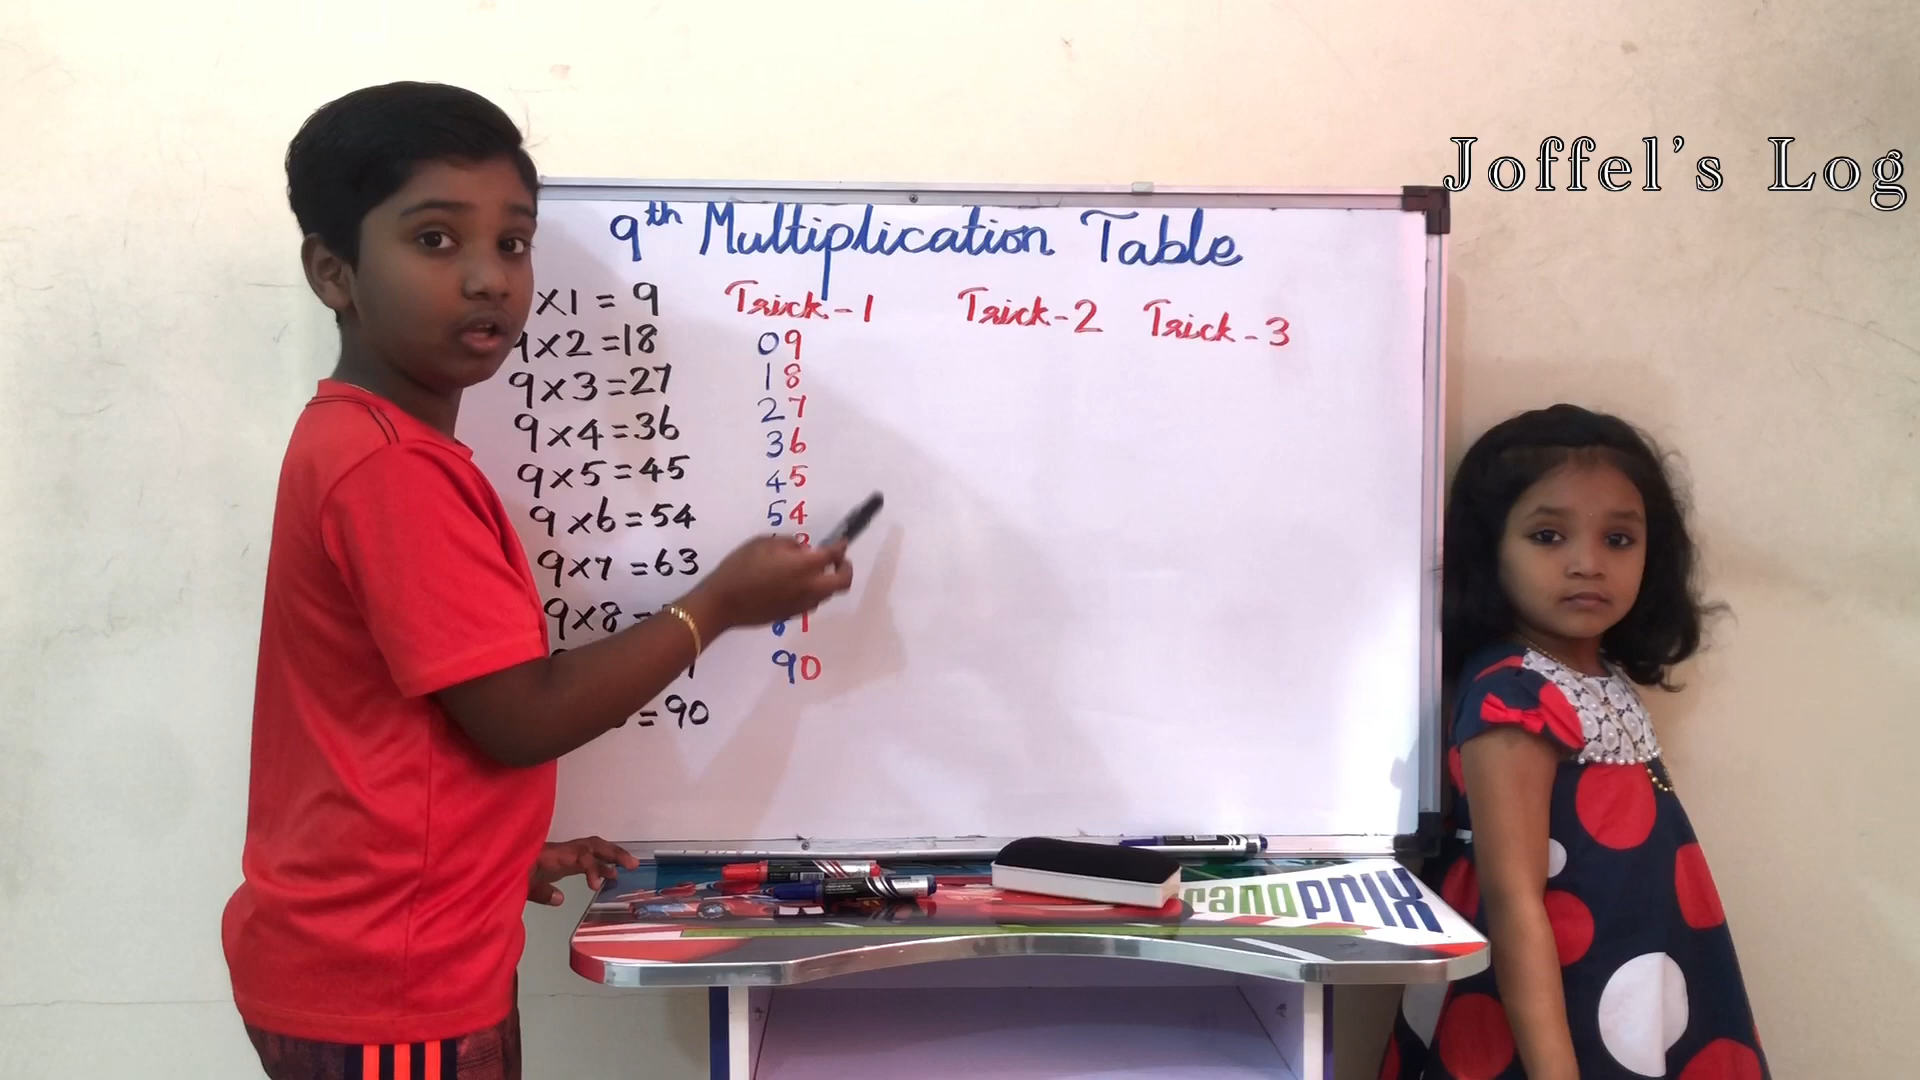 Joffel's Log
9th Multiplication Table
×1 = 9
9×2=18
9×3=27
9×4=36
9×5=45
9×6=54
9×7=63
9×8=
=90
Trick-1
09
18
27
36
45
54
90
Trick-2
Trick-3
PRIX